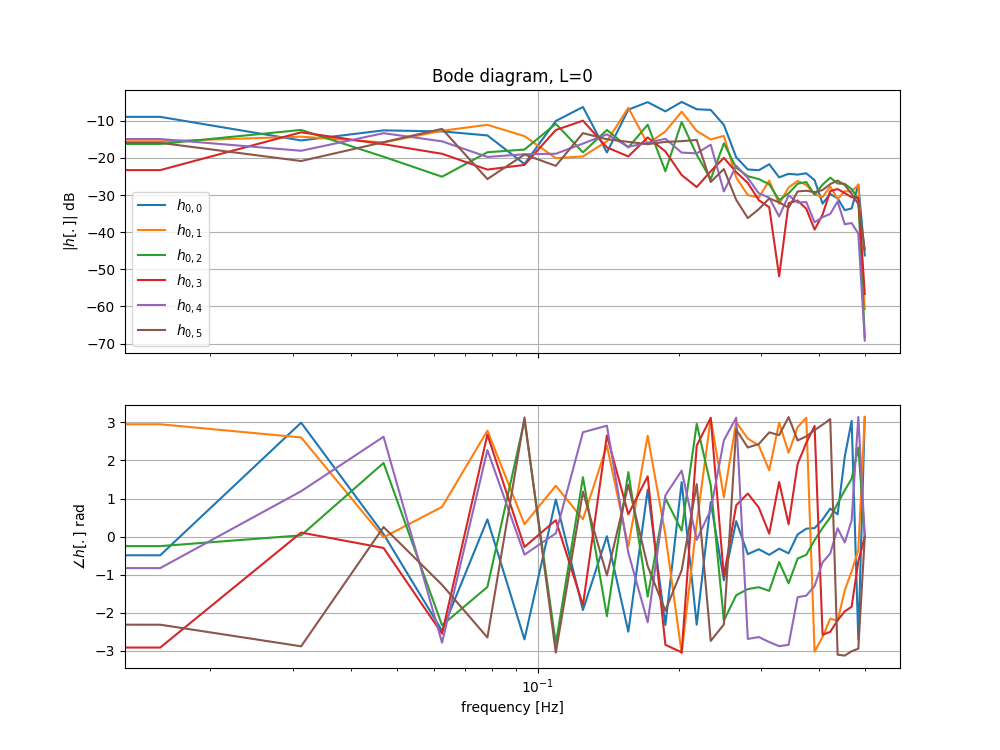 Bode diagram, L=0
|h[.]| dB
−10
−20
−30
−40
−50
−60
−70
h0,0
h0,1
h0,2
h0,3
h0,4
h0,5
∠h[.] rad
3
2
1
0
−1
−2
−3
10−1
frequency [Hz]